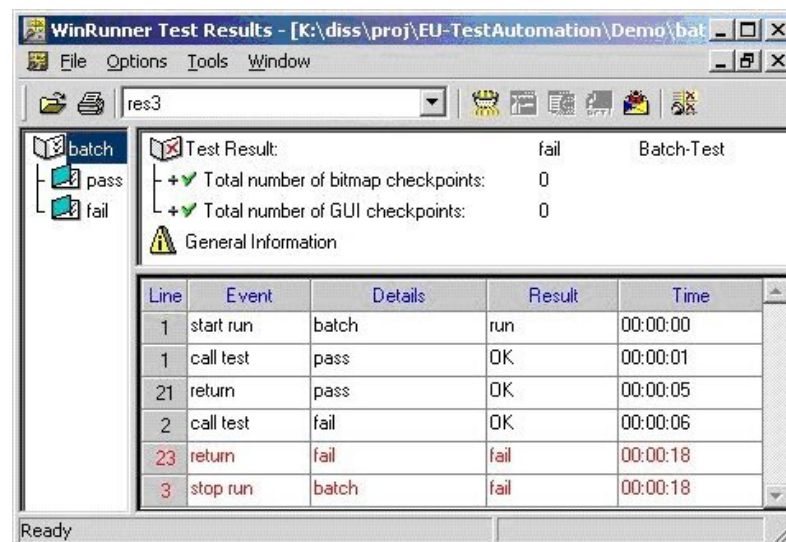 WinRunner Test Results - [K:\diss\proj\EU-TestAutomation\Demo\bat
File Options Tools Window
res3
batch
pass
fail
Test Result: fail Batch-Test
Total number of bitmap checkpoints: 0
Total number of GUI checkpoints: 0
General Information
Line Event Details Result Time
1 start run batch run 00:00:00
1 call test pass OK 00:00:01
21 return pass OK 00:00:05
2 call test fail OK 00:00:06
23 return fail fail 00:00:18
3 stop run batch fail 00:00:18
Ready